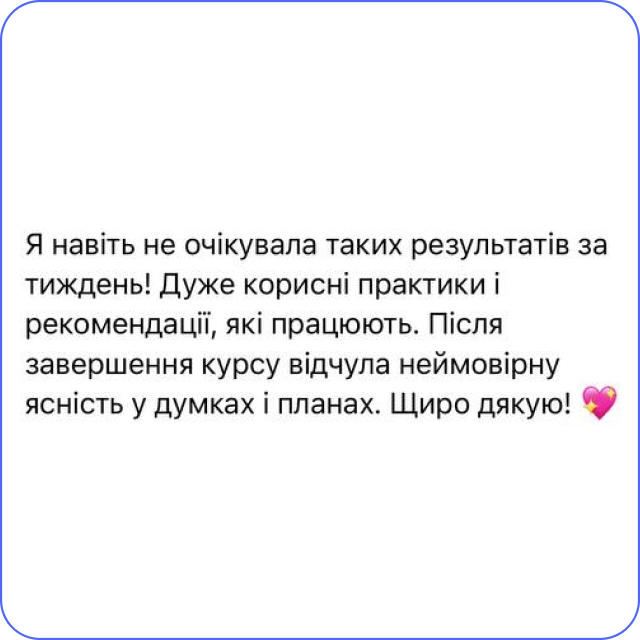 Я навіть не очікувала таких результатів за
тиждень! Дуже корисні практики і
рекомендації, які працюють. Після
завершення курсу відчула неймовірну
ясність у думках і планах. Щиро дякую! 💖